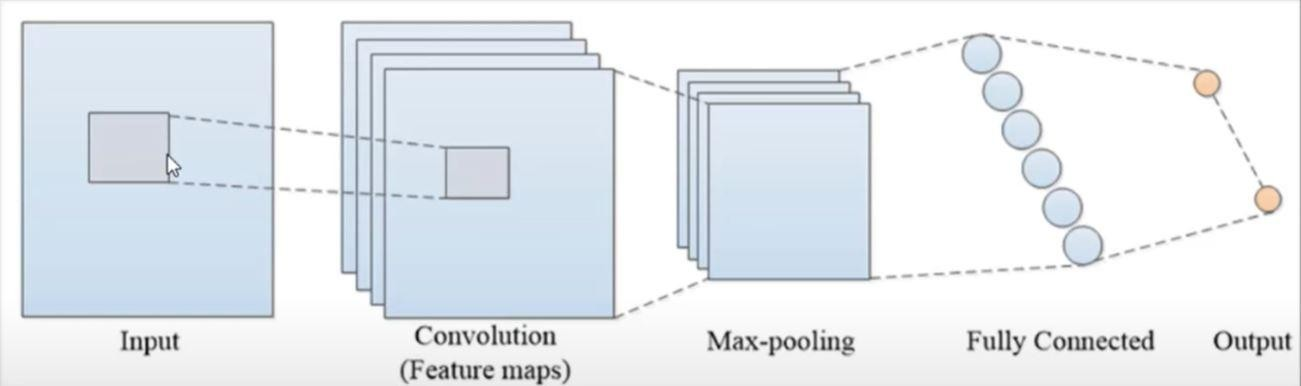 Input
Convolution
(Feature maps)
Max-pooling
Fully Connected
Output